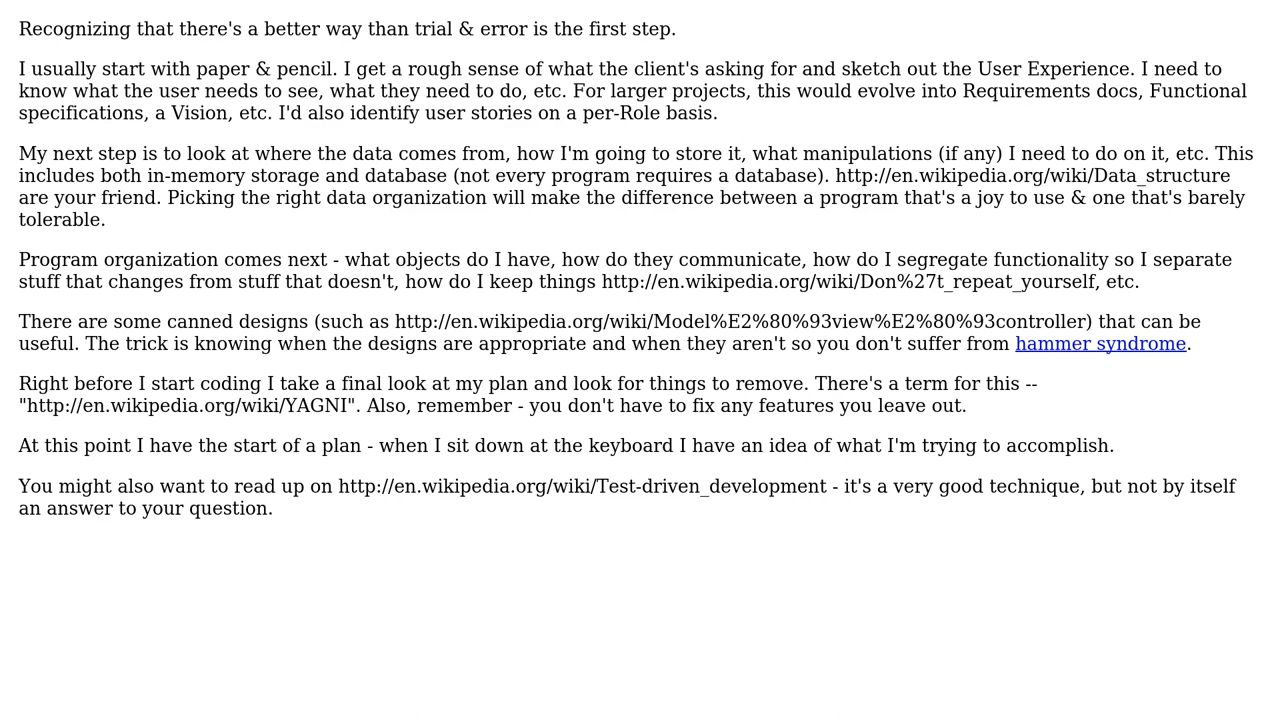 Recognizing that there's a better way than trial & error is the first step.
I usually start with paper & pencil. I get a rough sense of what the client's asking for and sketch out the User Experience. I need to
know what the user needs to see, what they need to do, etc. For larger projects, this would evolve into Requirements docs, Functional
specifications, a Vision, etc. I'd also identify user stories on a per-Role basis.
My next step is to look at where the data comes from, how I'm going to store it, what manipulations (if any) I need to do on it, etc. This
includes both in-memory storage and database (not every program requires a database). http://en.wikipedia.org/wiki/Data_structure
are your friend. Picking the right data organization will make the difference between a program that's a joy to use & one that's barely
tolerable.
Program organization comes next - what objects do I have, how do they communicate, how do I segregate functionality so I separate
stuff that changes from stuff that doesn't, how do I keep things http://en.wikipedia.org/wiki/Don%27t_repeat_yourself, etc.
There are some canned designs (such as http://en.wikipedia.org/wiki/Model%E2%80%93view%E2%80%93controller) that can be
useful. The trick is knowing when the designs are appropriate and when they aren't so you don't suffer from hammer syndrome.
Right before I start coding I take a final look at my plan and look for things to remove. There's a term for this --
"http://en.wikipedia.org/wiki/YAGNI". Also, remember - you don't have to fix any features you leave out.
At this point I have the start of a plan - when I sit down at the keyboard I have an idea of what I'm trying to accomplish.
You might also want to read up on http://en.wikipedia.org/wiki/Test-driven_development - it's a very good technique, but not by itself
an answer to your question.